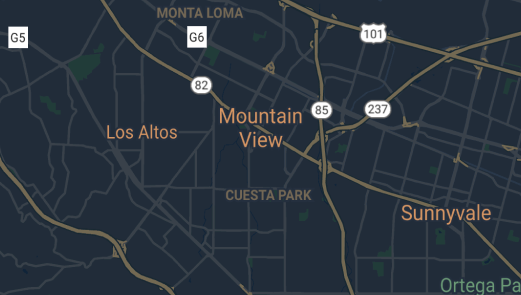 MONTA LOMA
G5
G6
101
82
85
237
Mountain
View
Los Altos
CUESTA PARK
Sunnyvale
Ortega Pa